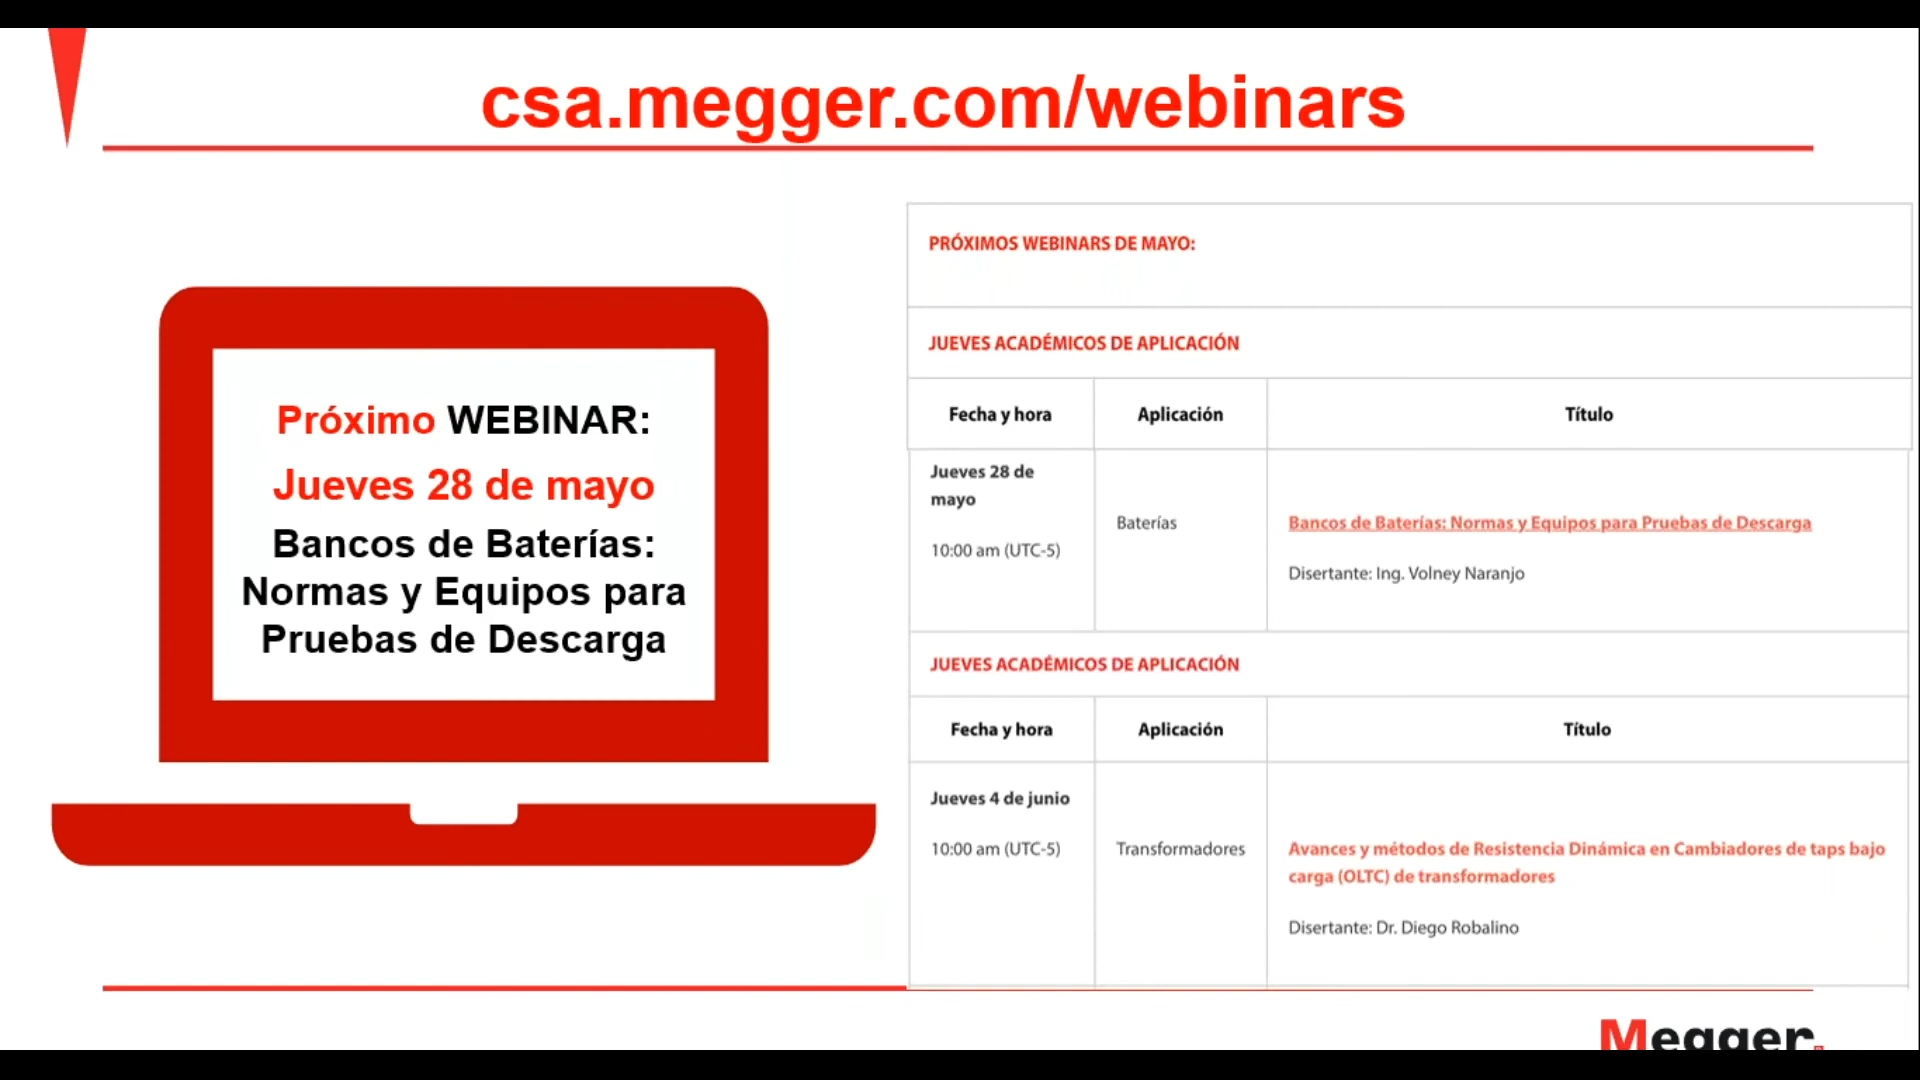 csa.megger.com/webinars
Próximo WEBINAR:
Jueves 28 de mayo
Bancos de Baterías:
Normas y Equipos para
Pruebas de Descarga
PRÓXIMOS WEBINARS DE MAYO:
JUEVES ACADÉMICOS DE APLICACIÓN
Fecha y hora Aplicación Título
Jueves 28 de
mayo
10:00 am (UTC-5)
Baterías
Bancos de Baterías: Normas y Equipos para Pruebas de Descarga
Disertante: Ing. Volney Naranjo
JUEVES ACADÉMICOS DE APLICACIÓN
Fecha y hora Aplicación Título
Jueves 4 de junio
10:00 am (UTC-5)
Transformadores
Avances y métodos de Resistencia Dinámica en Cambiadores de taps bajo
carga (OLTC) de transformadores
Disertante: Dr. Diego Robalino
Megger